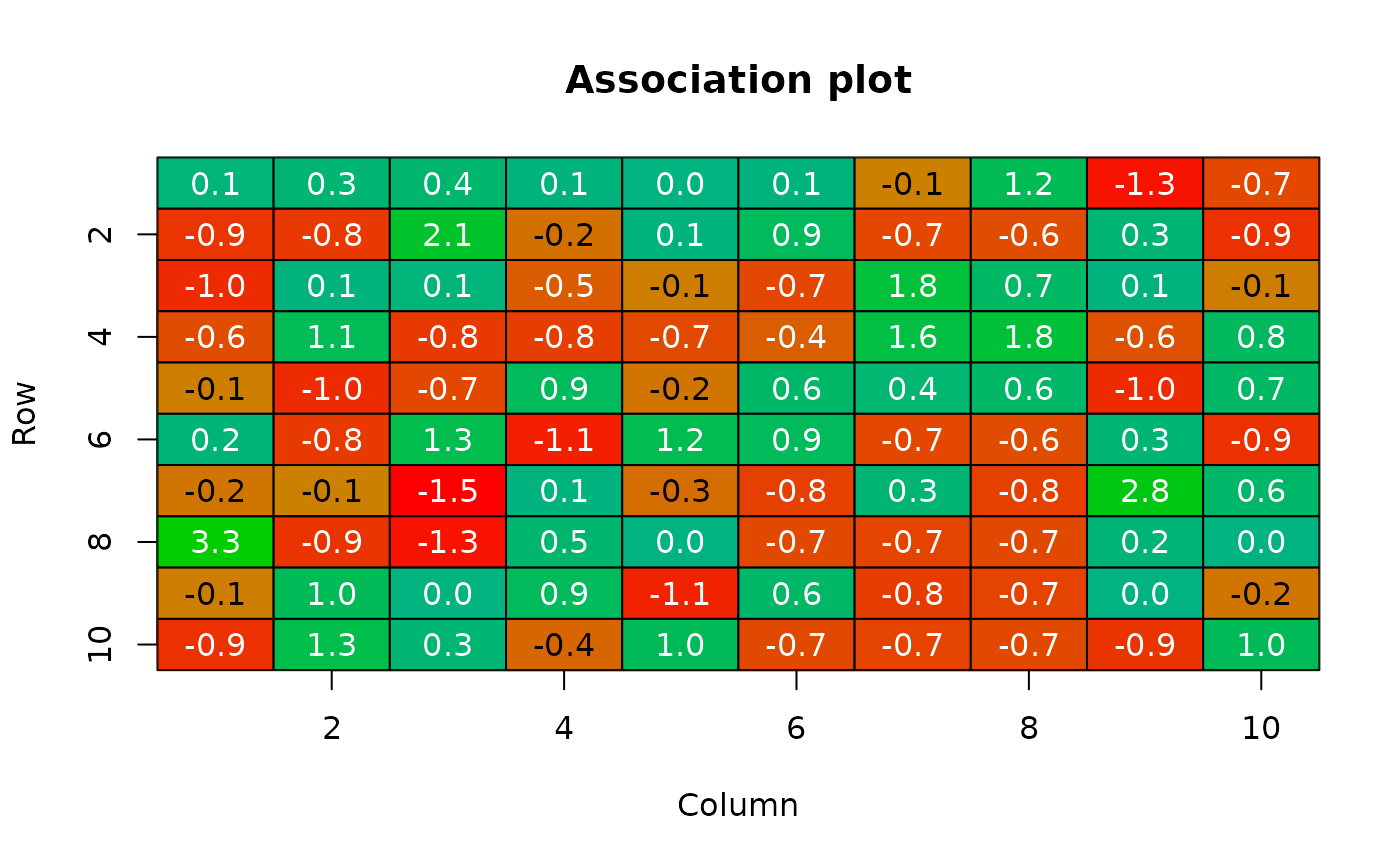 Association plot
0.1 0.3 0.4 0.1 0.0 0.1 -0.1 1.2 -1.3 -0.7
2 -0.9 -0.8 2.1 -0.2 0.1 0.9 -0.7 -0.6 0.3 -0.9
-1.0 0.1 0.1 -0.5 -0.1 -0.7 1.8 0.7 0.1 -0.1
4 -0.6 1.1 -0.8 -0.8 -0.7 -0.4 1.6 1.8 -0.6 0.8
Row
-0.1 -1.0 -0.7 0.9 -0.2 0.6 0.4 0.6 -1.0 0.7
6 0.2 -0.8 1.3 -1.1 1.2 0.9 -0.7 -0.6 0.3 -0.9
-0.2 -0.1 -1.5 0.1 -0.3 -0.8 0.3 -0.8 2.8 0.6
8 3.3 -0.9 -1.3 0.5 0.0 -0.7 -0.7 -0.7 0.2 0.0
-0.1 1.0 0.0 0.9 -1.1 0.6 -0.8 -0.7 0.0 -0.2
10 -0.9 1.3 0.3 -0.4 1.0 -0.7 -0.7 -0.7 -0.9 1.0
2 4 6 8 10
Column